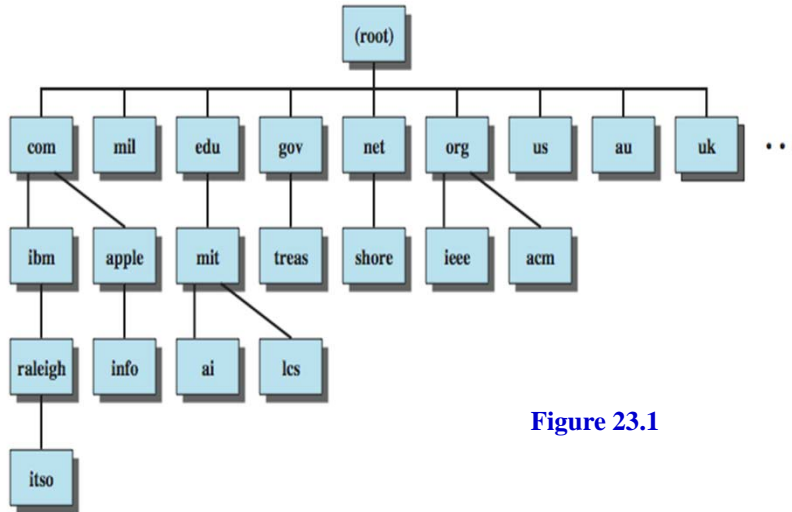 (root)
com mil edu gov net org us au uk ..
ibm apple mit treas shore ieee acm
raleigh info ai lcs
Figure 23.1
itso